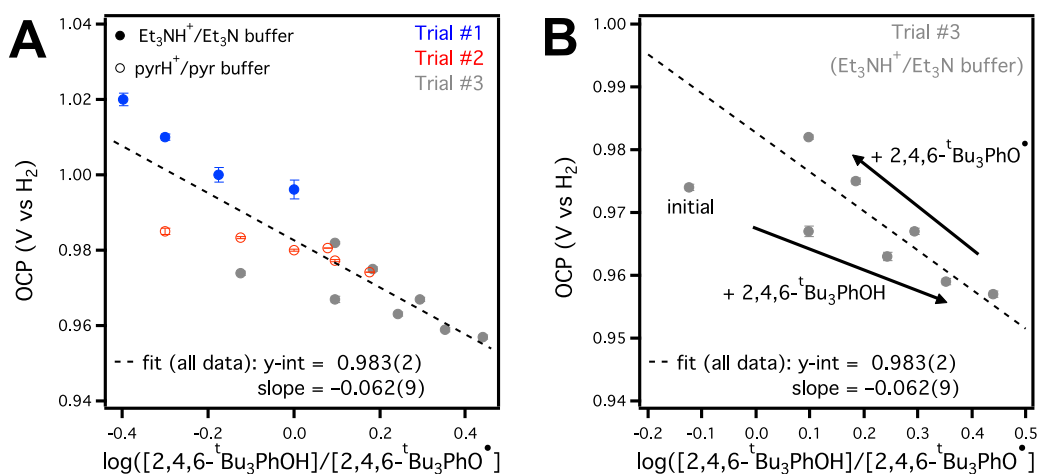 A
Et₃NH⁺/Et₃N buffer
pyrH⁺/pyr buffer
Trial #1
Trial #2
Trial #3
OCP (V vs H₂)
1.04
1.02
1.00
0.98
0.96
0.94
fit (all data): y-int = 0.983(2)
slope = –0.062(9)
-0.4
-0.2
0.0
0.2
0.4
log([2,4,6-ᵗBu₃PhOH]/[2,4,6-ᵗBu₃PhO•]
B
Trial #3
(Et₃NH⁺/Et₃N buffer)
+ 2,4,6-ᵗBu₃PhO•
initial
+ 2,4,6-ᵗBu₃PhOH
OCP (V vs H₂)
1.00
0.99
0.98
0.97
0.96
0.95
0.94
fit (all data): y-int = 0.983(2)
slope = –0.062(9)
-0.2
-0.1
0.0
0.1
0.2
0.3
0.4
0.5
log([2,4,6-ᵗBu₃PhOH]/[2,4,6-ᵗBu₃PhO•]